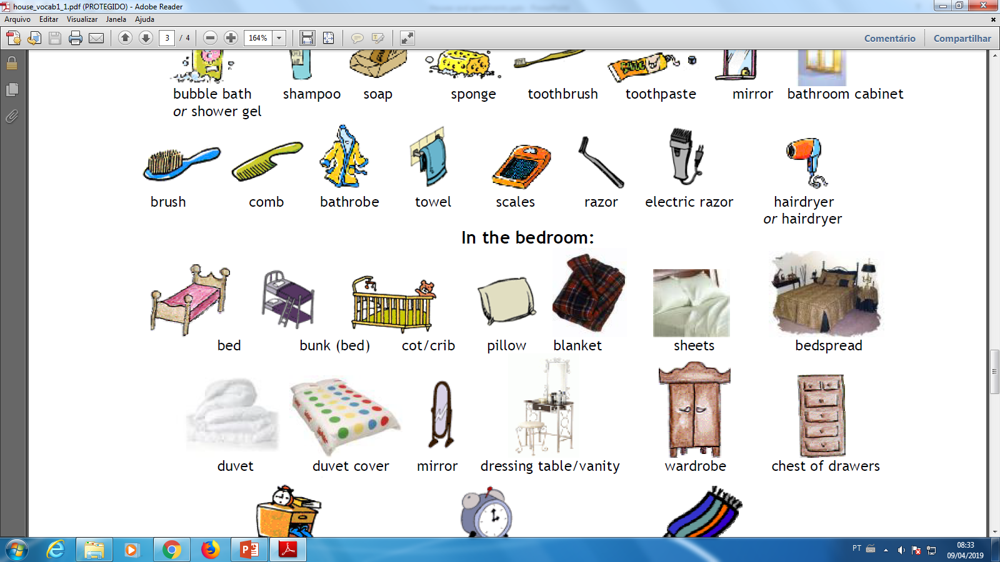 house_vocab1_1.pdf (PROTEGIDO) - Adobe Reader
Arquivo Editar Visualizar Janela Ajuda
3 / 4 164% Comentário Compartilhar
bubble bath shampoo soap sponge toothbrush toothpaste mirror bathroom cabinet
or shower gel
brush comb bathrobe towel scales razor electric razor hairdryer
or hairdryer
In the bedroom:
bed bunk (bed) cot/crib pillow blanket sheets bedspread
duvet duvet cover mirror dressing table/vanity wardrobe chest of drawers
PT 08:33
09/04/2019